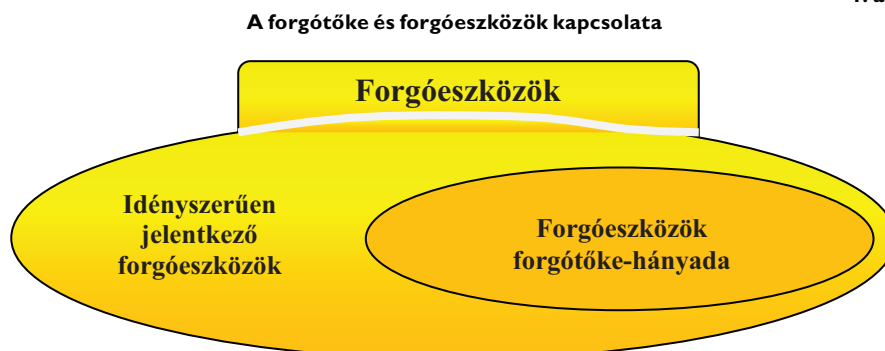 A forgótőke és forgóeszközök kapcsolata
Forgóeszközök
Idényszerűen
jelentkező
forgóeszközök
Forgóeszközök
forgótőke-hányada